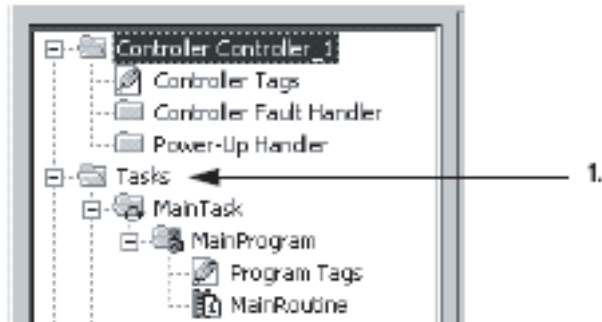 Controller Controller_1
Controller Tags
Controller Fault Handler
Power-Up Handler
Tasks
1.
MainTask
MainProgram
Program Tags
MainRoutine